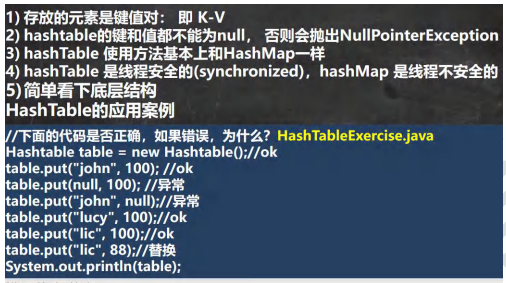 1) 存放的元素是键值对： 即 K-V
2) hashtable的键和值都不能为null， 否则会抛出NullPointerException
3) hashTable 使用方法基本上和HashMap一样
4) hashTable 是线程安全的(synchronized)，hashMap 是线程不安全的
5)简单看下底层结构
HashTable的应用案例
//下面的代码是否正确，如果错误，为什么？HashTableExercise.java
Hashtable table = new Hashtable();//ok
table.put("john", 100); //ok
table.put(null, 100); //异常
table.put("john", null);//异常
table.put("lucy", 100);//ok
table.put("lic", 100);//ok
table.put("lic", 88);//替换
System.out.println(table);